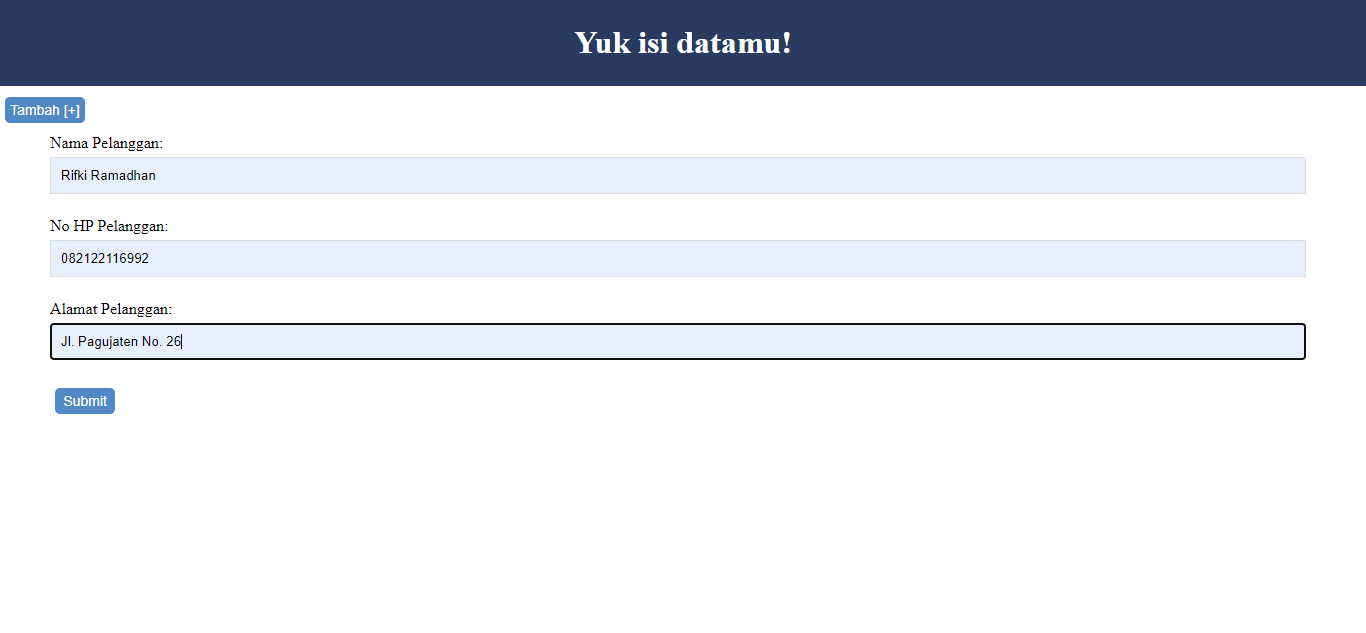 Yuk isi datamu!
Tambah [+]
Nama Pelanggan:
Rifki Ramadhan
No HP Pelanggan:
082122116992
Alamat Pelanggan:
Jl. Pagujaten No. 26
Submit